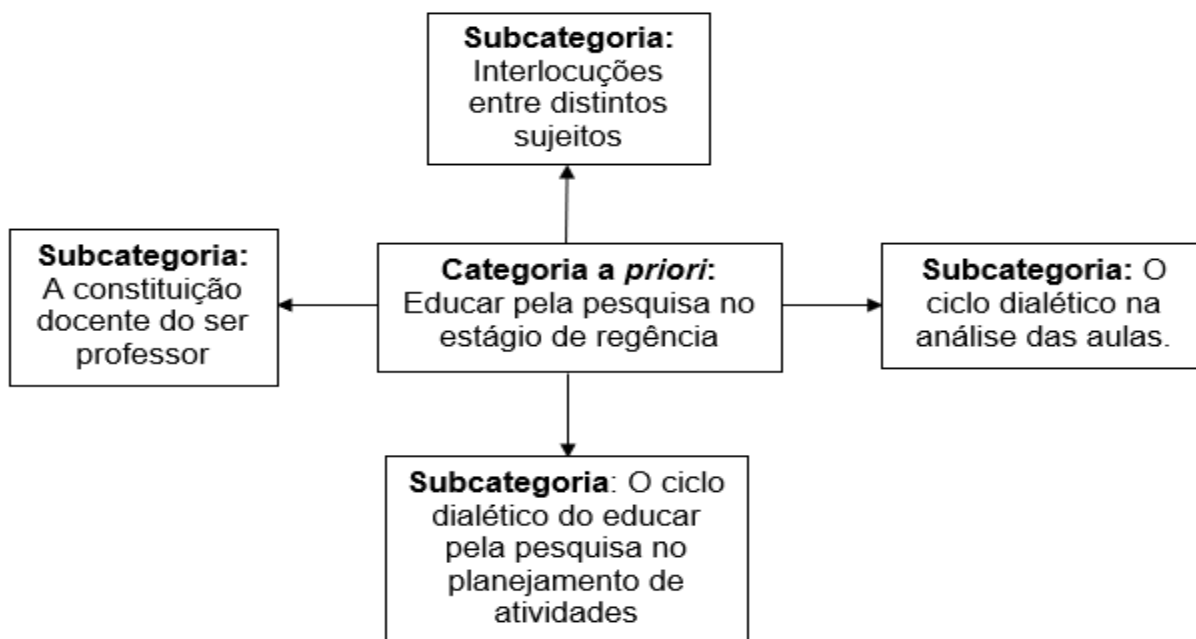 Subcategoria:
Interlocuções
entre distintos
sujeitos
Subcategoria:
A constituição
docente do ser
professor
Categoria a priori:
Educar pela pesquisa no
estágio de regência
Subcategoria: O
ciclo dialético na
análise das aulas.
Subcategoria: O ciclo
dialético do educar
pela pesquisa no
planejamento de
atividades